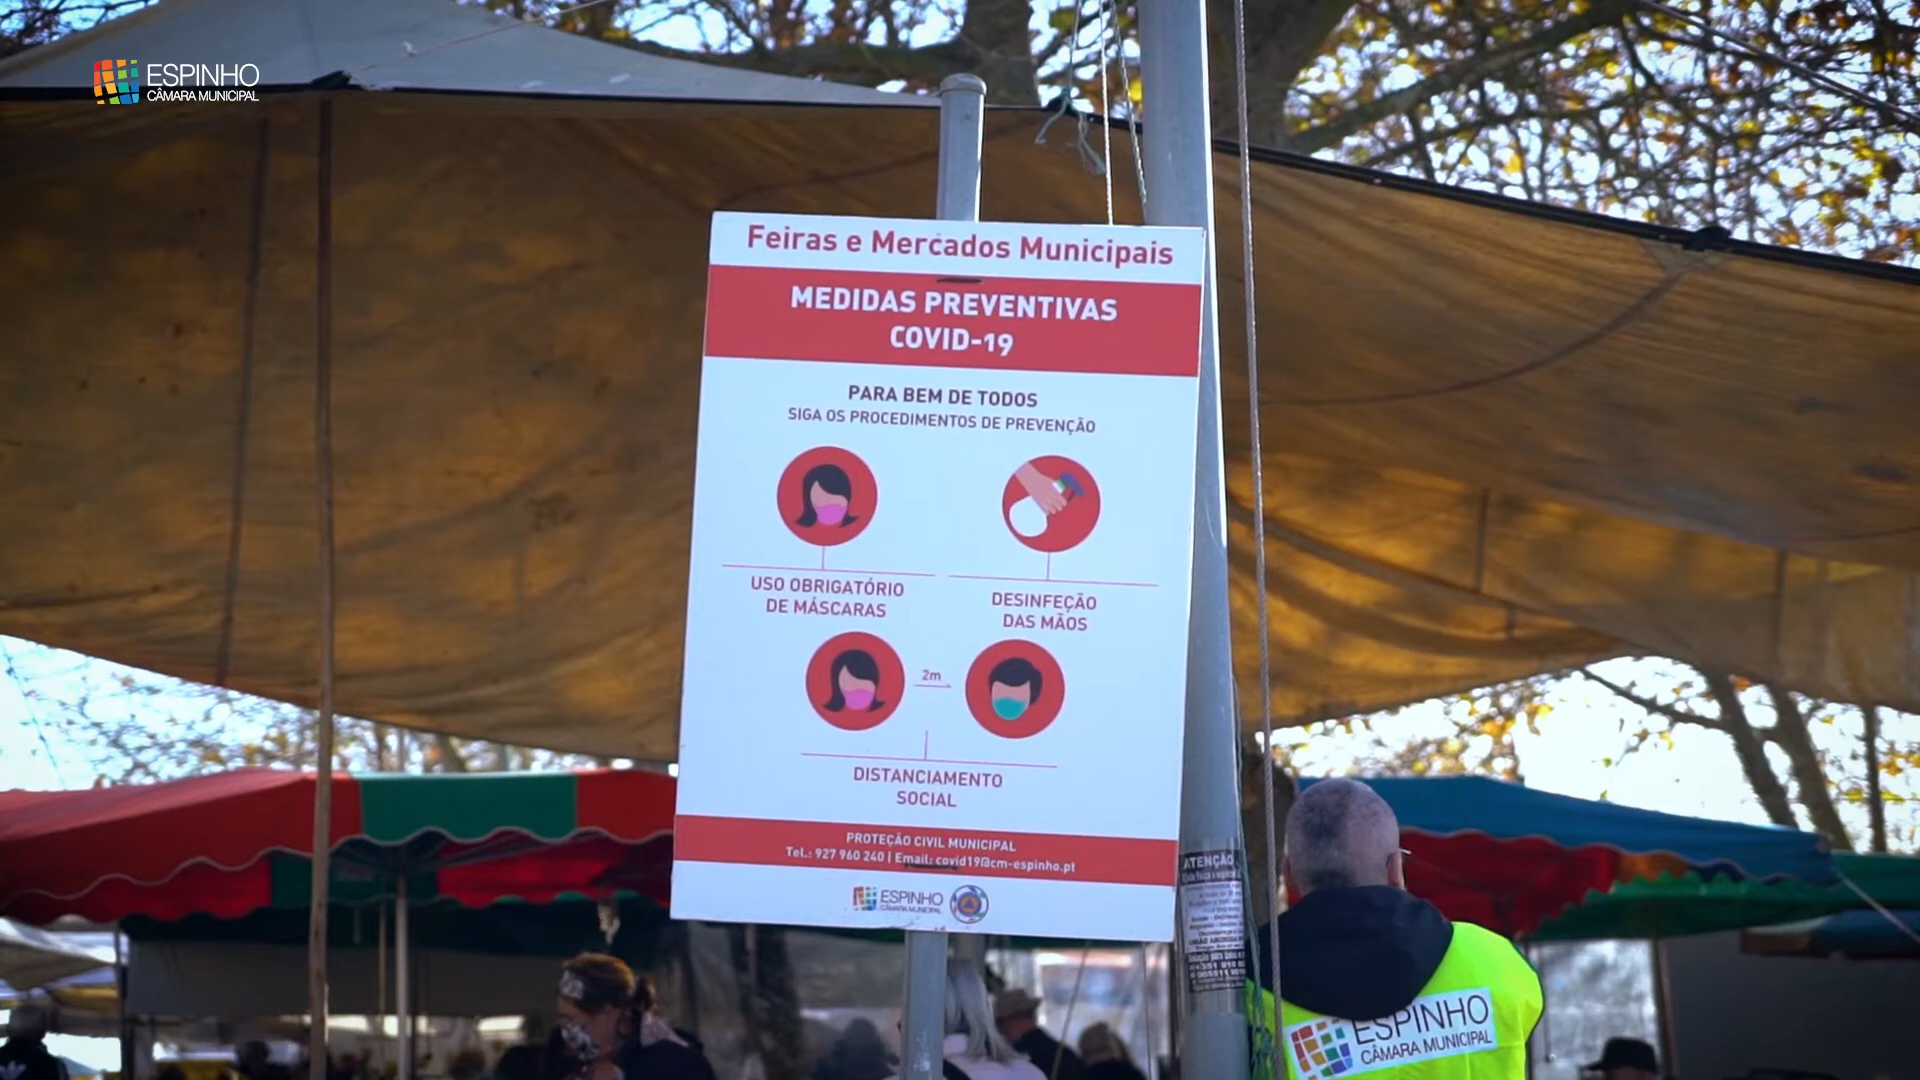 ESPINHO
CÂMARA MUNICIPAL
Feiras e Mercados Municipais
MEDIDAS PREVENTIVAS
COVID-19
PARA BEM DE TODOS
SIGA OS PROCEDIMENTOS DE PREVENÇÃO
USO OBRIGATÓRIO
DE MÁSCARAS
DESINFEÇÃO
DAS MÃOS
2m
DISTANCIAMENTO
SOCIAL
PROTEÇÃO CIVIL MUNICIPAL
Tel.: 927 960 240 | Email: covid19@cm-espinho.pt
ESPINHO
CÂMARA MUNICIPAL
ATENÇÃO
ESPINHO
CÂMARA MUNICIPAL